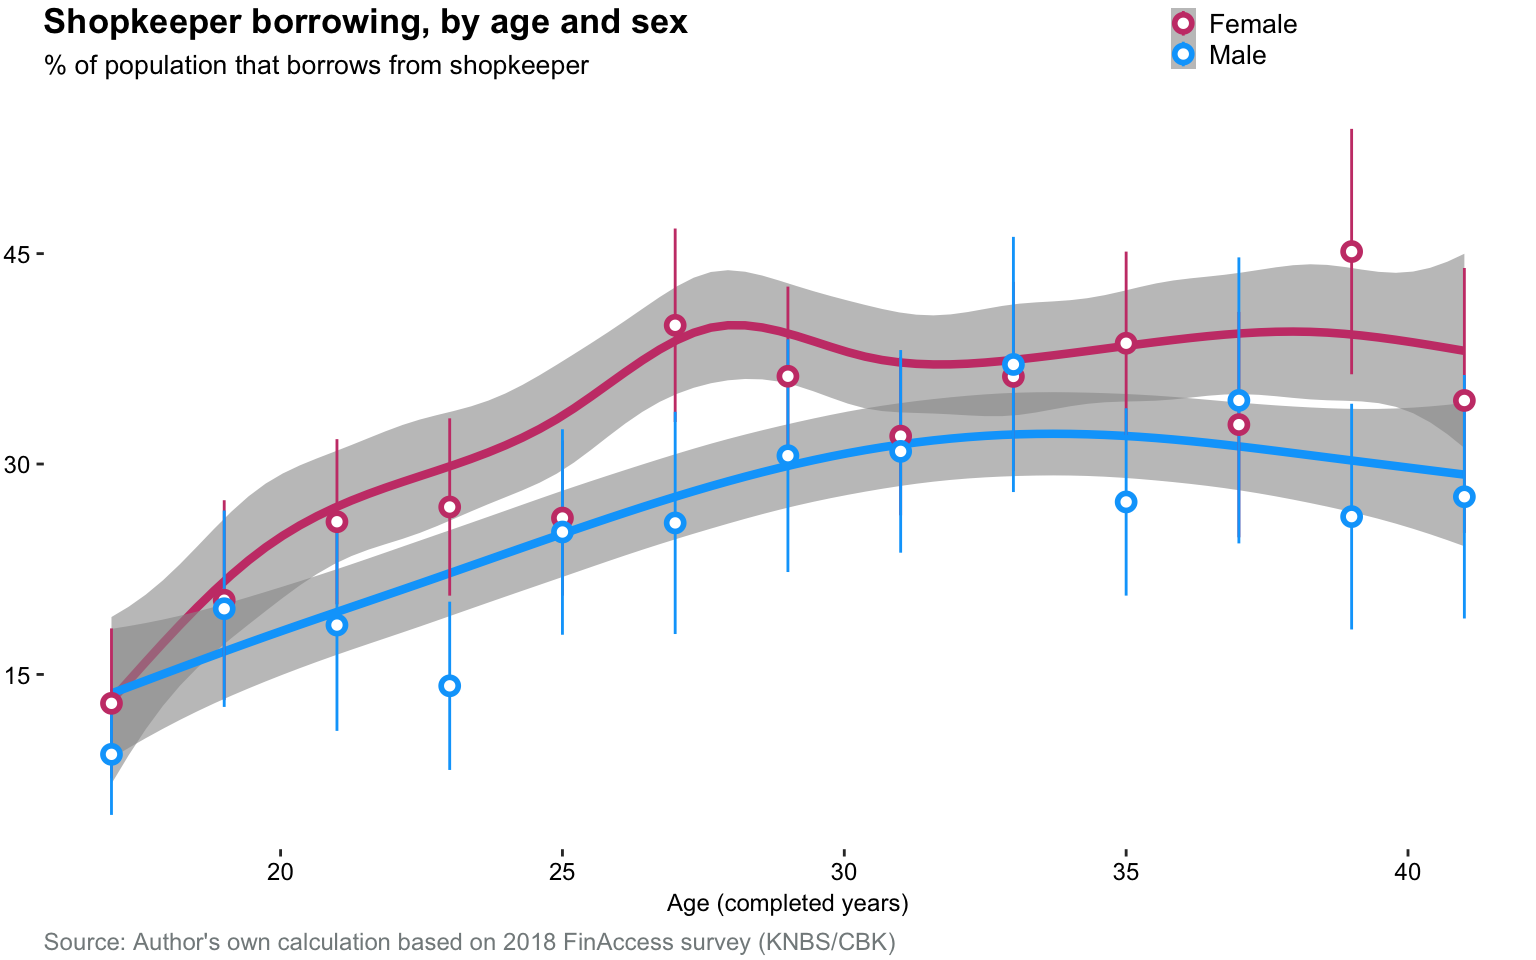 Shopkeeper borrowing, by age and sex
% of population that borrows from shopkeeper
Female
Male
45
30
15
20
25
30
35
40
Age (completed years)
Source: Author's own calculation based on 2018 FinAccess survey (KNBS/CBK)